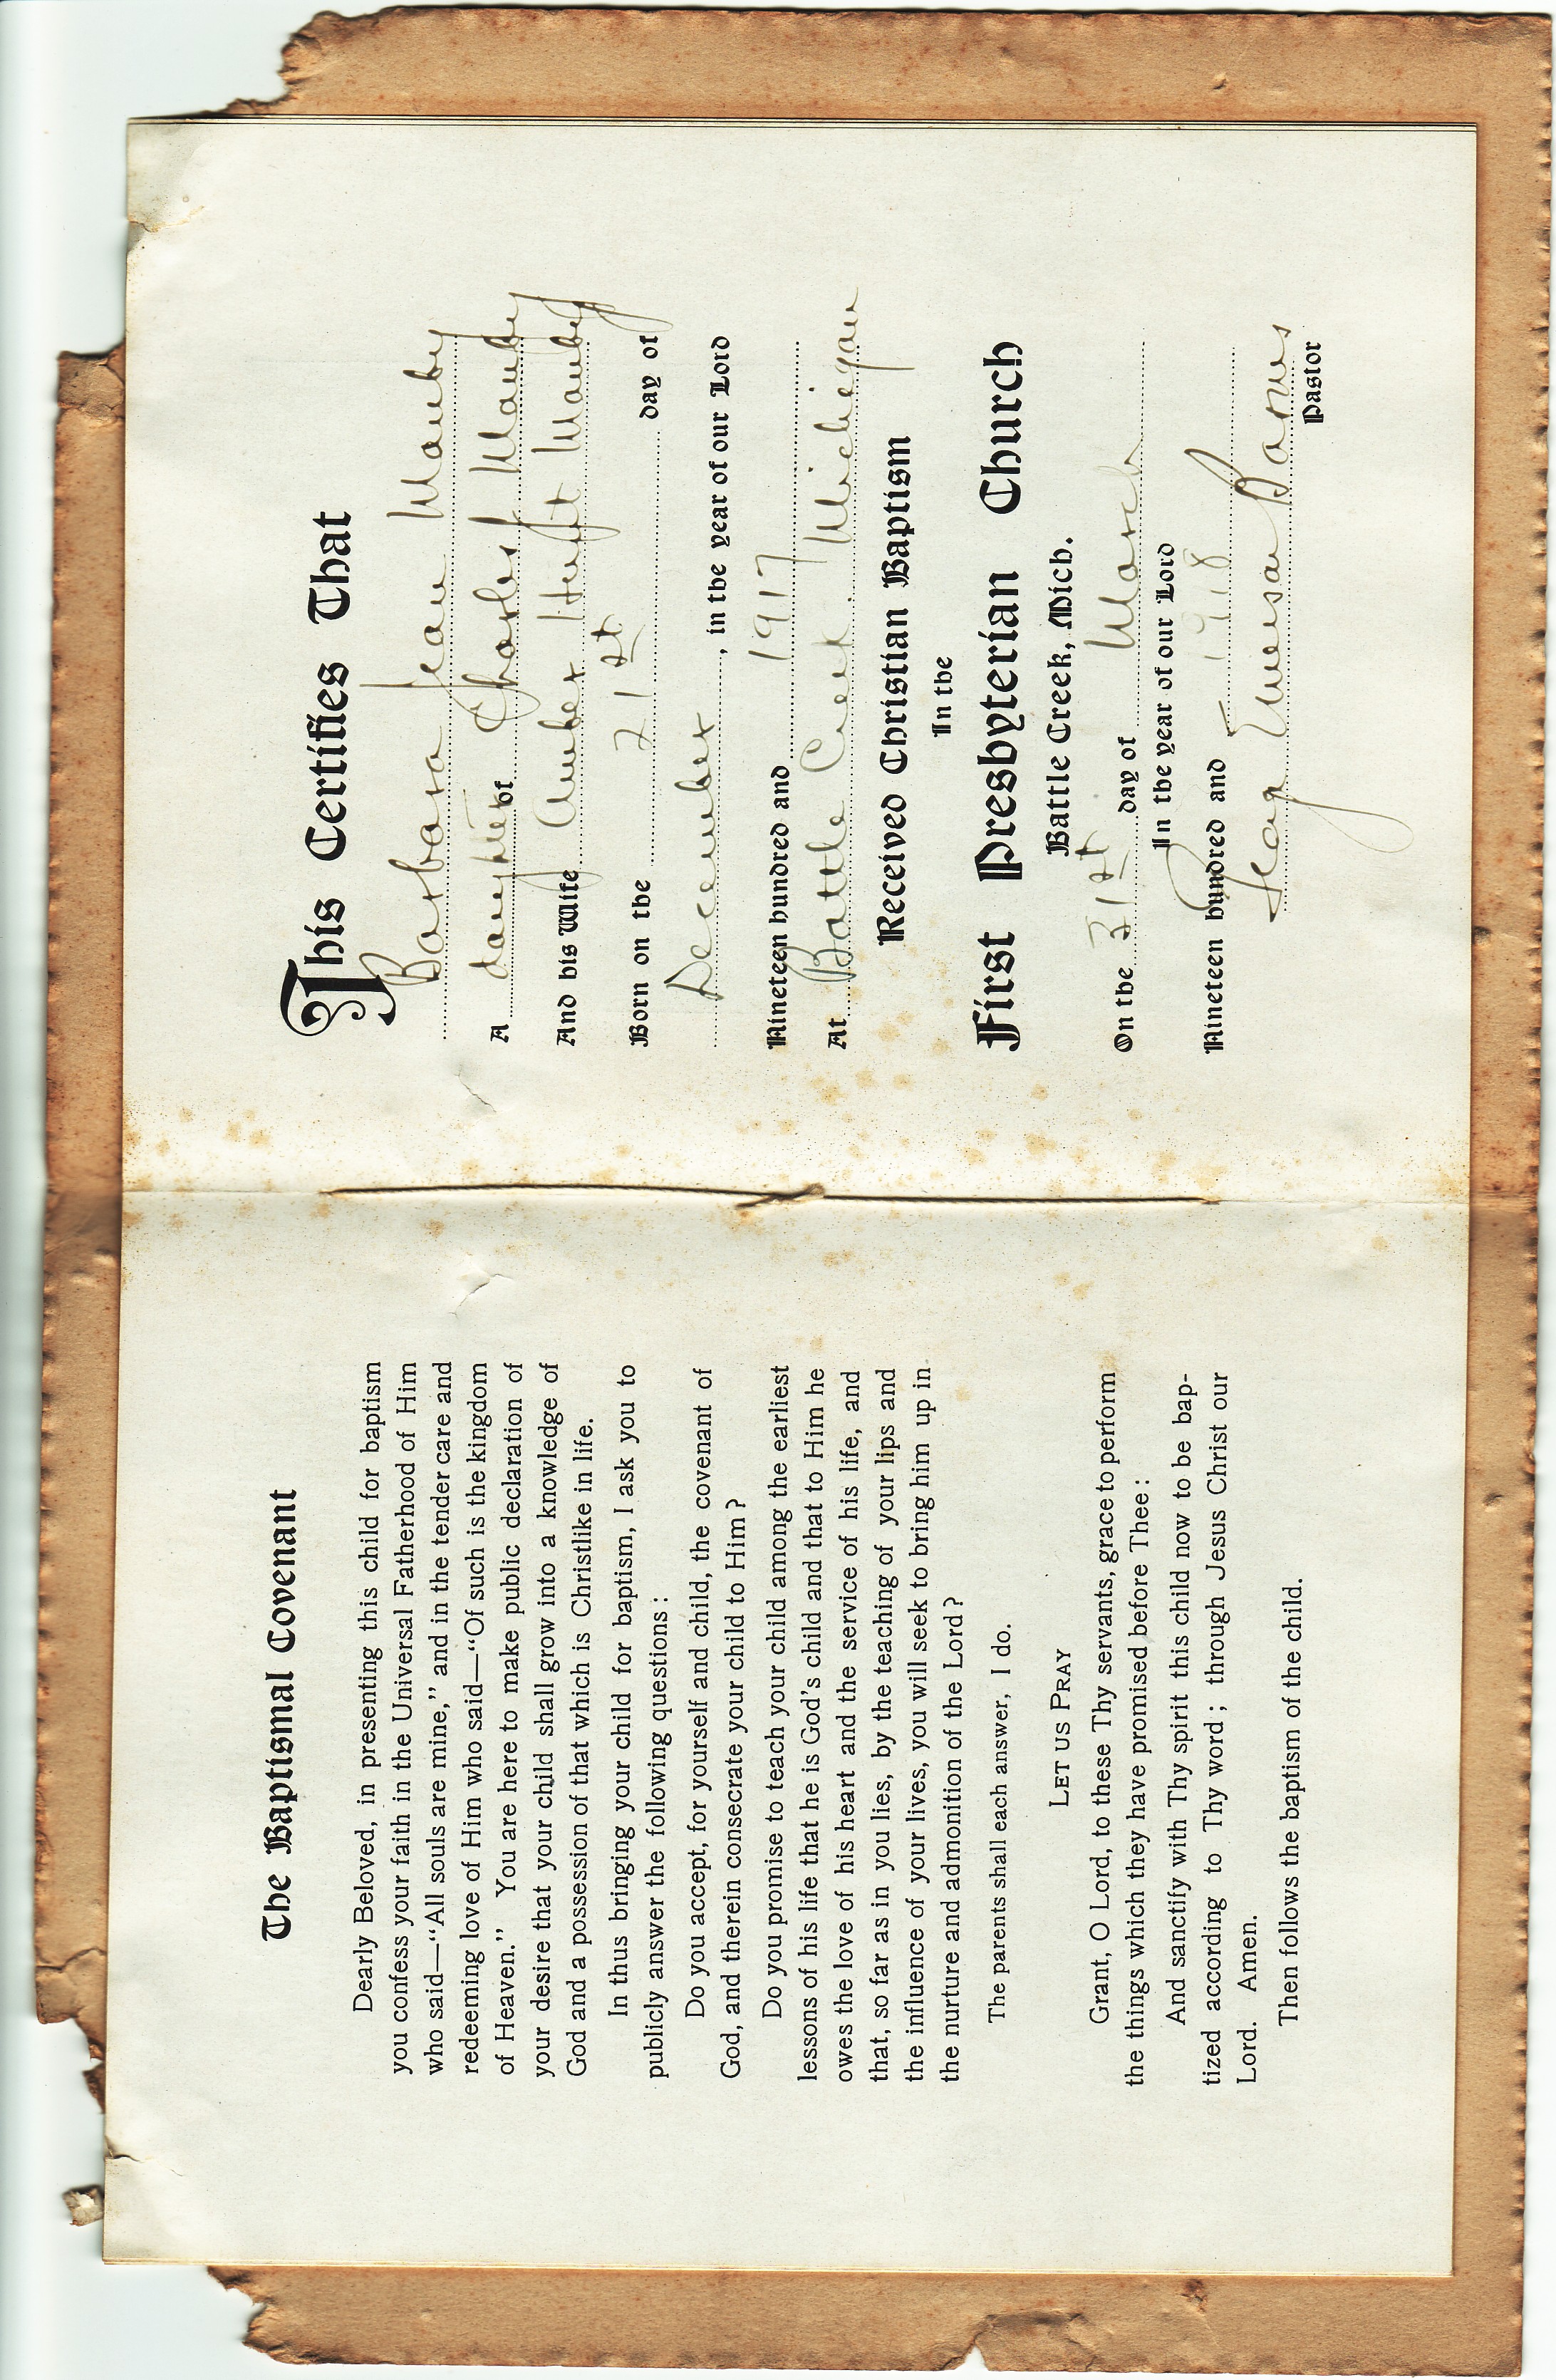 The Baptismal Covenant
Dearly Beloved, in presenting this child for baptism
you confess your faith in the Universal Fatherhood of Him
who said—“All souls are mine,” and in the tender care and
redeeming love of Him who said—“Of such is the kingdom
of Heaven.” You are here to make public declaration of
your desire that your child shall grow into a knowledge of
God and a possession of that which is Christlike in life.
In thus bringing your child for baptism, I ask you to
publicly answer the following questions:
Do you accept, for yourself and child, the covenant of
God, and therein consecrate your child to Him?
Do you promise to teach your child among the earliest
lessons of his life that he is God's child and that to Him he
owes the love of his heart and the service of his life, and
that, so far as in you lies, by the teaching of your lips and
the influence of your lives, you will seek to bring him up in
the nurture and admonition of the Lord?
The parents shall each answer, I do.
LET US PRAY
Grant, O Lord, to these Thy servants, grace to perform
the things which they have promised before Thee:
And sanctify with Thy spirit this child now to be bap-
tized according to Thy word; through Jesus Christ our
Lord. Amen.
Then follows the baptism of the child.
This Certifies That
Barbara Jean Mauby
A daughter of Charles Mauby
And his Wife Amber Mauby
Born on the 21st day of
December, in the year of our Lord
Nineteen hundred and 1917
At Battle Creek, Michigan
Received Christian Baptism
In the
First Presbyterian Church
Battle Creek, Mich.
On the 31st day of March
In the year of our Lord
Nineteen hundred and 1918
Emerson Barnes
Pastor